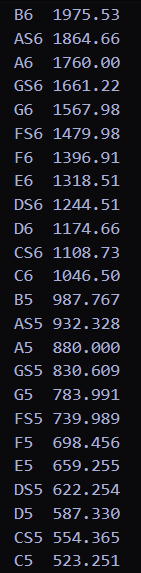 B6  1975.53
AS6 1864.66
A6  1760.00
GS6 1661.22
G6  1567.98
FS6 1479.98
F6  1396.91
E6  1318.51
DS6 1244.51
D6  1174.66
CS6 1108.73
C6  1046.50
B5  987.767
AS5 932.328
A5  880.000
GS5 830.609
G5  783.991
FS5 739.989
F5  698.456
E5  659.255
DS5 622.254
D5  587.330
CS5 554.365
C5  523.251